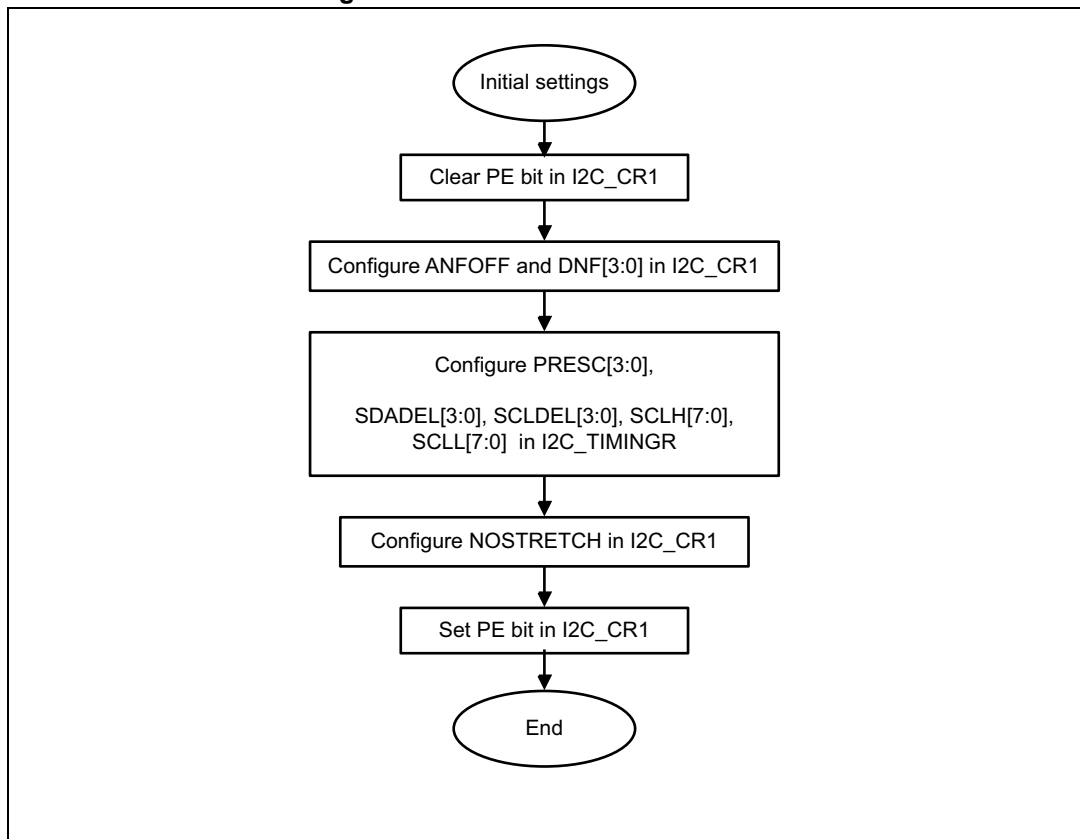 Initial settings
Clear PE bit in I2C_CR1
Configure ANFOFF and DNF[3:0] in I2C_CR1
Configure PRESC[3:0],
SDADEL[3:0], SCLDEL[3:0], SCLH[7:0],
SCLL[7:0] in I2C_TIMINGR
Configure NOSTRETCH in I2C_CR1
Set PE bit in I2C_CR1
End